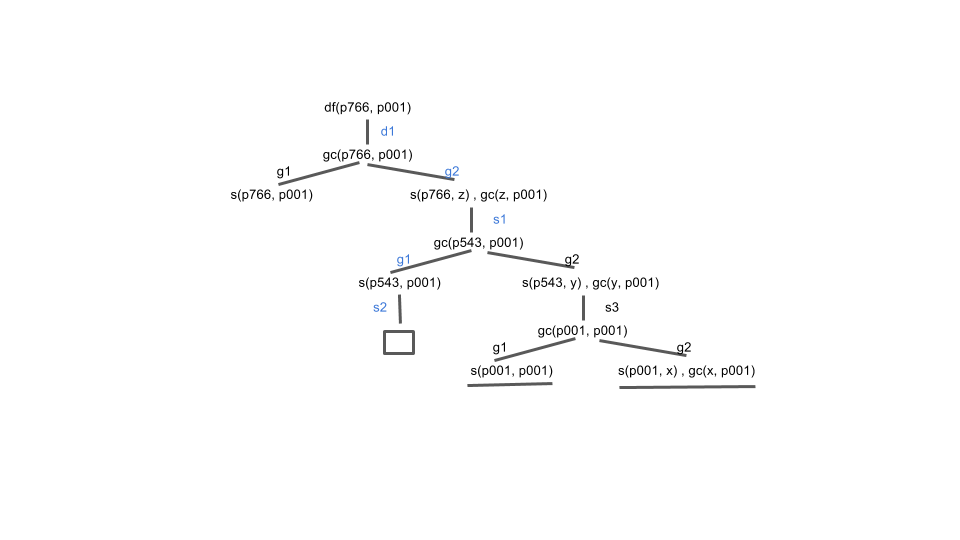 df(p766, p001)
d1
gc(p766, p001)
g1
g2
s(p766, p001)
s(p766, z) , gc(z, p001)
s1
gc(p543, p001)
g1
g2
s(p543, p001)
s(p543, y) , gc(y, p001)
s2
s3
gc(p001, p001)
g1
g2
s(p001, p001)
s(p001, x) , gc(x, p001)